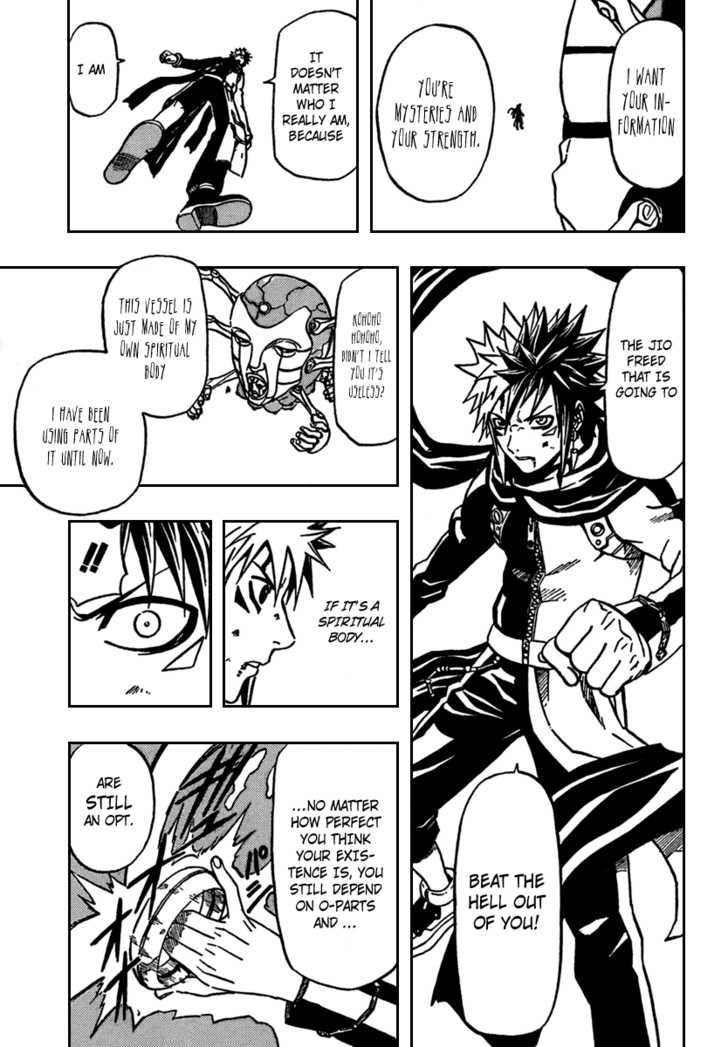 I WANT
YOUR IN-
FORMATION
YOU'RE
MYSTERIES AND
YOUR STRENGTH.
IT
DOESN'T
MATTER
WHO I
REALLY AM,
BECAUSE
I AM
THE JIO
FREED
THAT IS
GOING TO
BEAT THE
HELL OUT
OF YOU!
KOHOHO
HOHOHO,
DIDN'T I TELL
YOU IT'S
USELESS?
THIS VESSEL IS
JUST MADE OF MY
OWN SPIRITUAL
BODY
I HAVE BEEN
USING PARTS OF
IT UNTIL NOW.
IF IT'S A
SPIRITUAL
BODY...
!!
...NO MATTER
HOW PERFECT
YOU THINK
YOUR EXIS-
TENCE IS, YOU
STILL DEPEND
ON O-PARTS
AND ...
ARE
STILL
AN OPT.